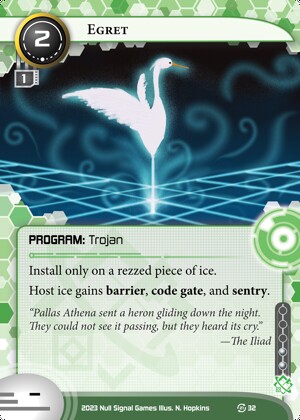 2
EGRET
1
PROGRAM: Trojan
Install only on a rezzed piece of ice.
Host ice gains barrier, code gate, and sentry.
“Pallas Athena sent a heron gliding down the night.
They could not see it passing, but they heard its cry.”
—The Iliad
–
2023 Null Signal Games Illus. N. Hopkins
32